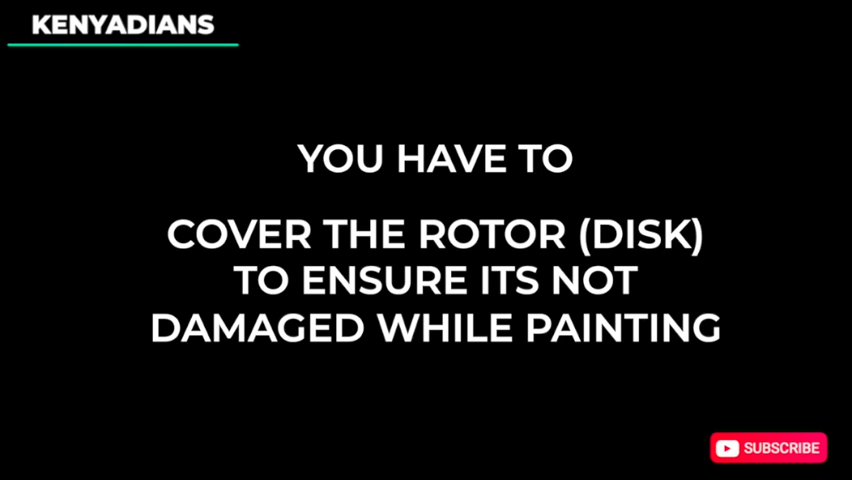 KENYADIANS
YOU HAVE TO
COVER THE ROTOR (DISK)
TO ENSURE ITS NOT
DAMAGED WHILE PAINTING
SUBSCRIBE